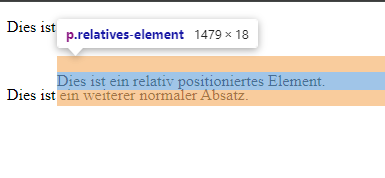 Dies ist
p.relatives-element 1479 × 18
Dies ist ein relativ positioniertes Element.
Dies ist ein weiterer normaler Absatz.